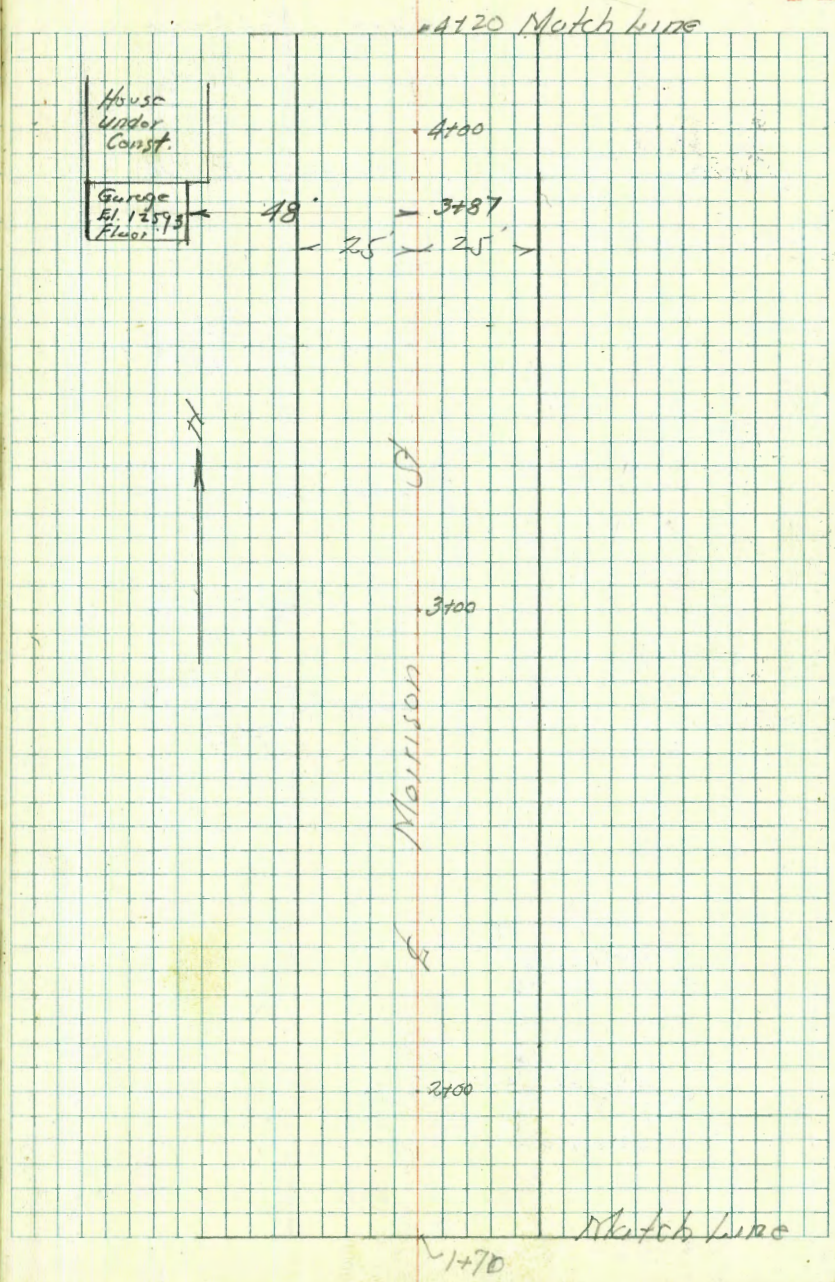 4+20 Match Line
House
under
Const.
4+00
Garage
El. 125.93
Floor
48'
3+87
25' 25'
N
St
3+00
Morrison
℄
2+00
Match Line
1+70